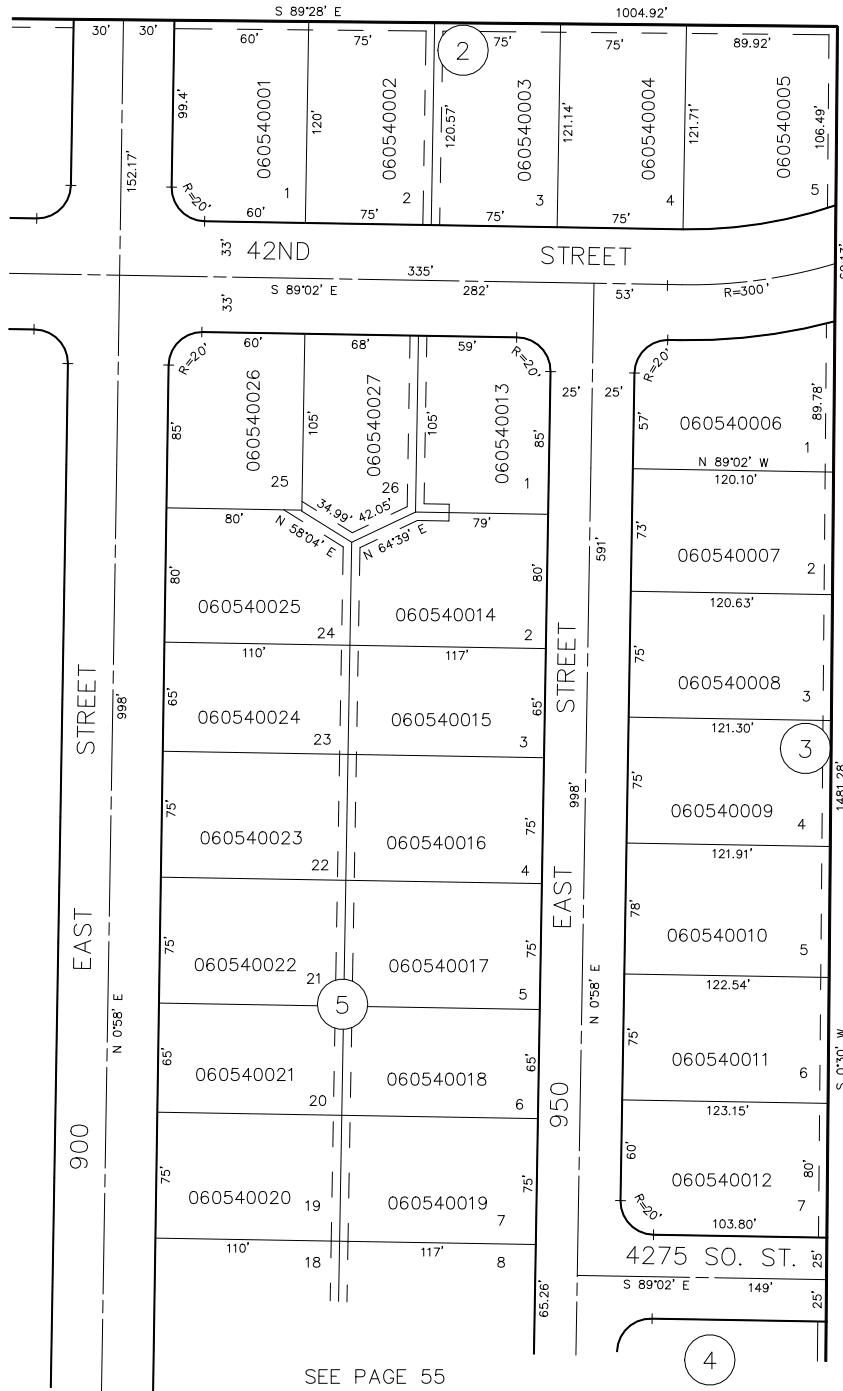 S 89°28' E 1004.92'
30' 30' 60' 75' 75' 75' 89.92'
2
99.4' 060540001 120' 060540002 120.57' 060540003 121.14' 060540004 121.71' 060540005 106.49'
152.17'
1 2 3 4 5
R=20' 60' 75' 75' 75'
33' 42ND STREET
335'
S 89°02' E 282' 53' R=300'
33'
R=20' 60' 68' 59' R=20' R=20'
25' 25'
85' 060540026 105' 060540027 105' 060540013 85' 57' 060540006 89.78'
25 26 1 1
N 89°02' W
120.10'
34.99' 42.05'
80' N 58°04' E N 64°39' E 79'
591'
73' 060540007 2
80' 060540025 24 060540014 80' 2
120.63'
110' 117'
STREET 998' STREET
75' 060540008 3
65' 060540024 23 060540015 65' 3
121.30'
3
1481.28'
998'
75' 060540009 4
75' 060540023 22 060540016 75' 4
121.91'
EAST EAST
78' 060540010 5
75' 060540022 21 060540017 75' 5
122.54'
5
N 0°58' E N 0°58' E
S 0°30' W
75' 060540011 6
65' 060540021 20 060540018 65' 6
123.15'
900 950
60' 060540012 80' 7
75' 060540020 19 060540019 75' 7
R=20' 103.80'
110' 18 117' 8
4275 SO. ST. 25'
S 89°02' E 149'
65.26' 25'
4
SEE PAGE 55